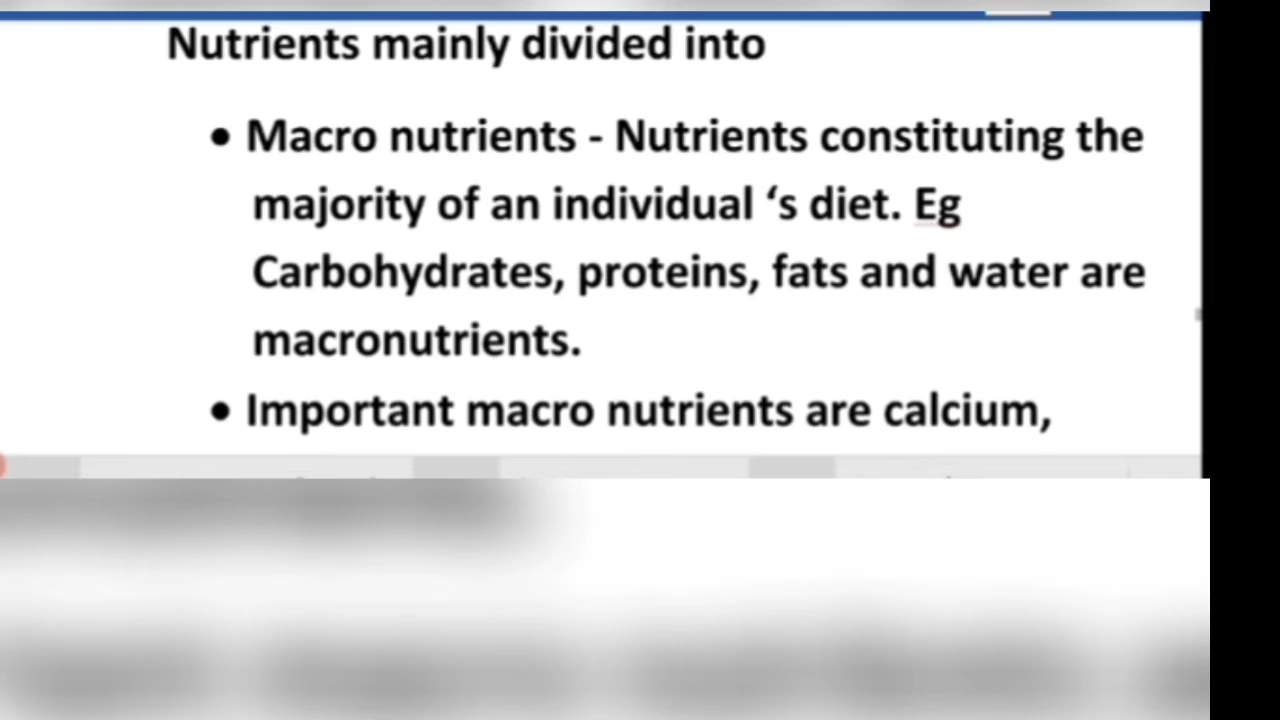 Nutrients mainly divided into
• Macro nutrients - Nutrients constituting the
majority of an individual ‘s diet. Eg
Carbohydrates, proteins, fats and water are
macronutrients.
• Important macro nutrients are calcium,